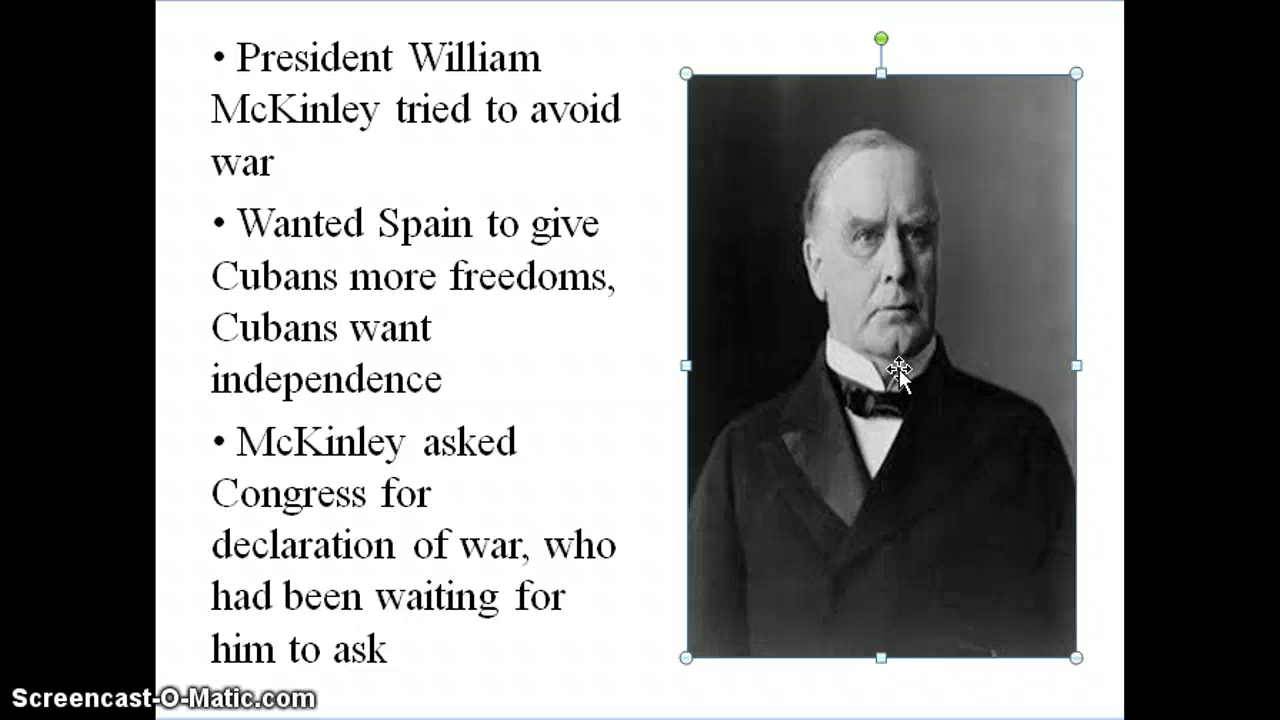 • President William
McKinley tried to avoid
war
• Wanted Spain to give
Cubans more freedoms,
Cubans want
independence
• McKinley asked
Congress for
declaration of war, who
had been waiting for
him to ask
Screencast-O-Matic.com